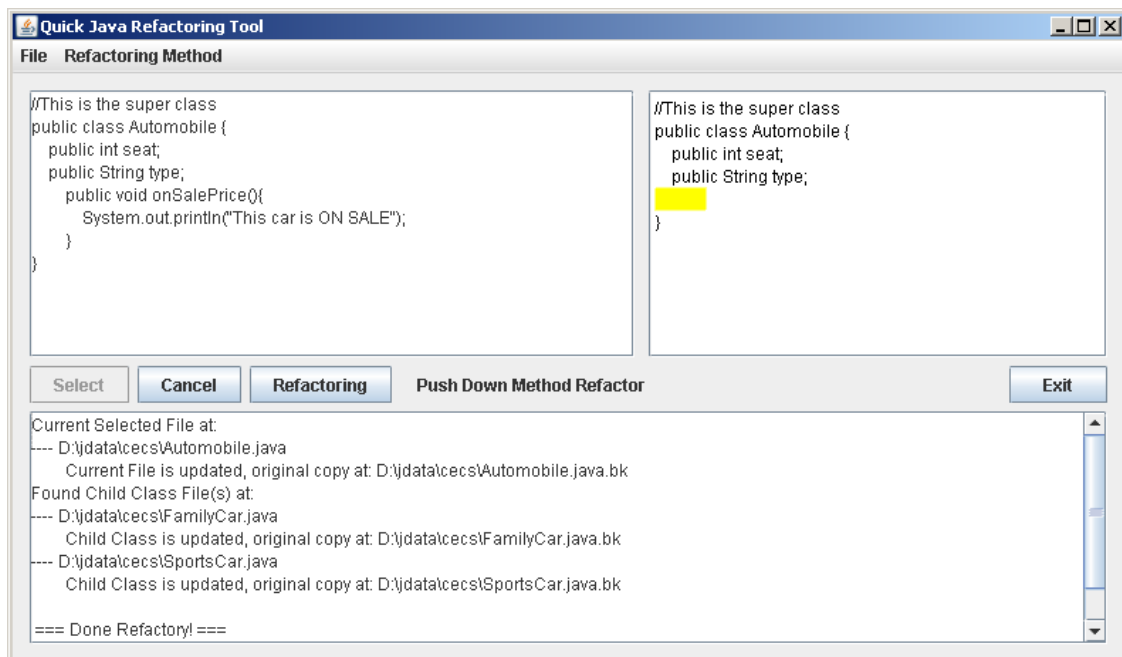 Quick Java Refactoring Tool
File Refactoring Method
//This is the super class
public class Automobile {
public int seat;
public String type;
public void onSalePrice(){
System.out.println("This car is ON SALE");
}
}
//This is the super class
public class Automobile {
public int seat;
public String type;
}
Select Cancel Refactoring Push Down Method Refactor Exit
Current Selected File at:
---- D:\jdata\cecs\Automobile.java
Current File is updated, original copy at: D:\jdata\cecs\Automobile.java.bk
Found Child Class File(s) at:
---- D:\jdata\cecs\FamilyCar.java
Child Class is updated, original copy at: D:\jdata\cecs\FamilyCar.java.bk
---- D:\jdata\cecs\SportsCar.java
Child Class is updated, original copy at: D:\jdata\cecs\SportsCar.java.bk
=== Done Refactory! ===